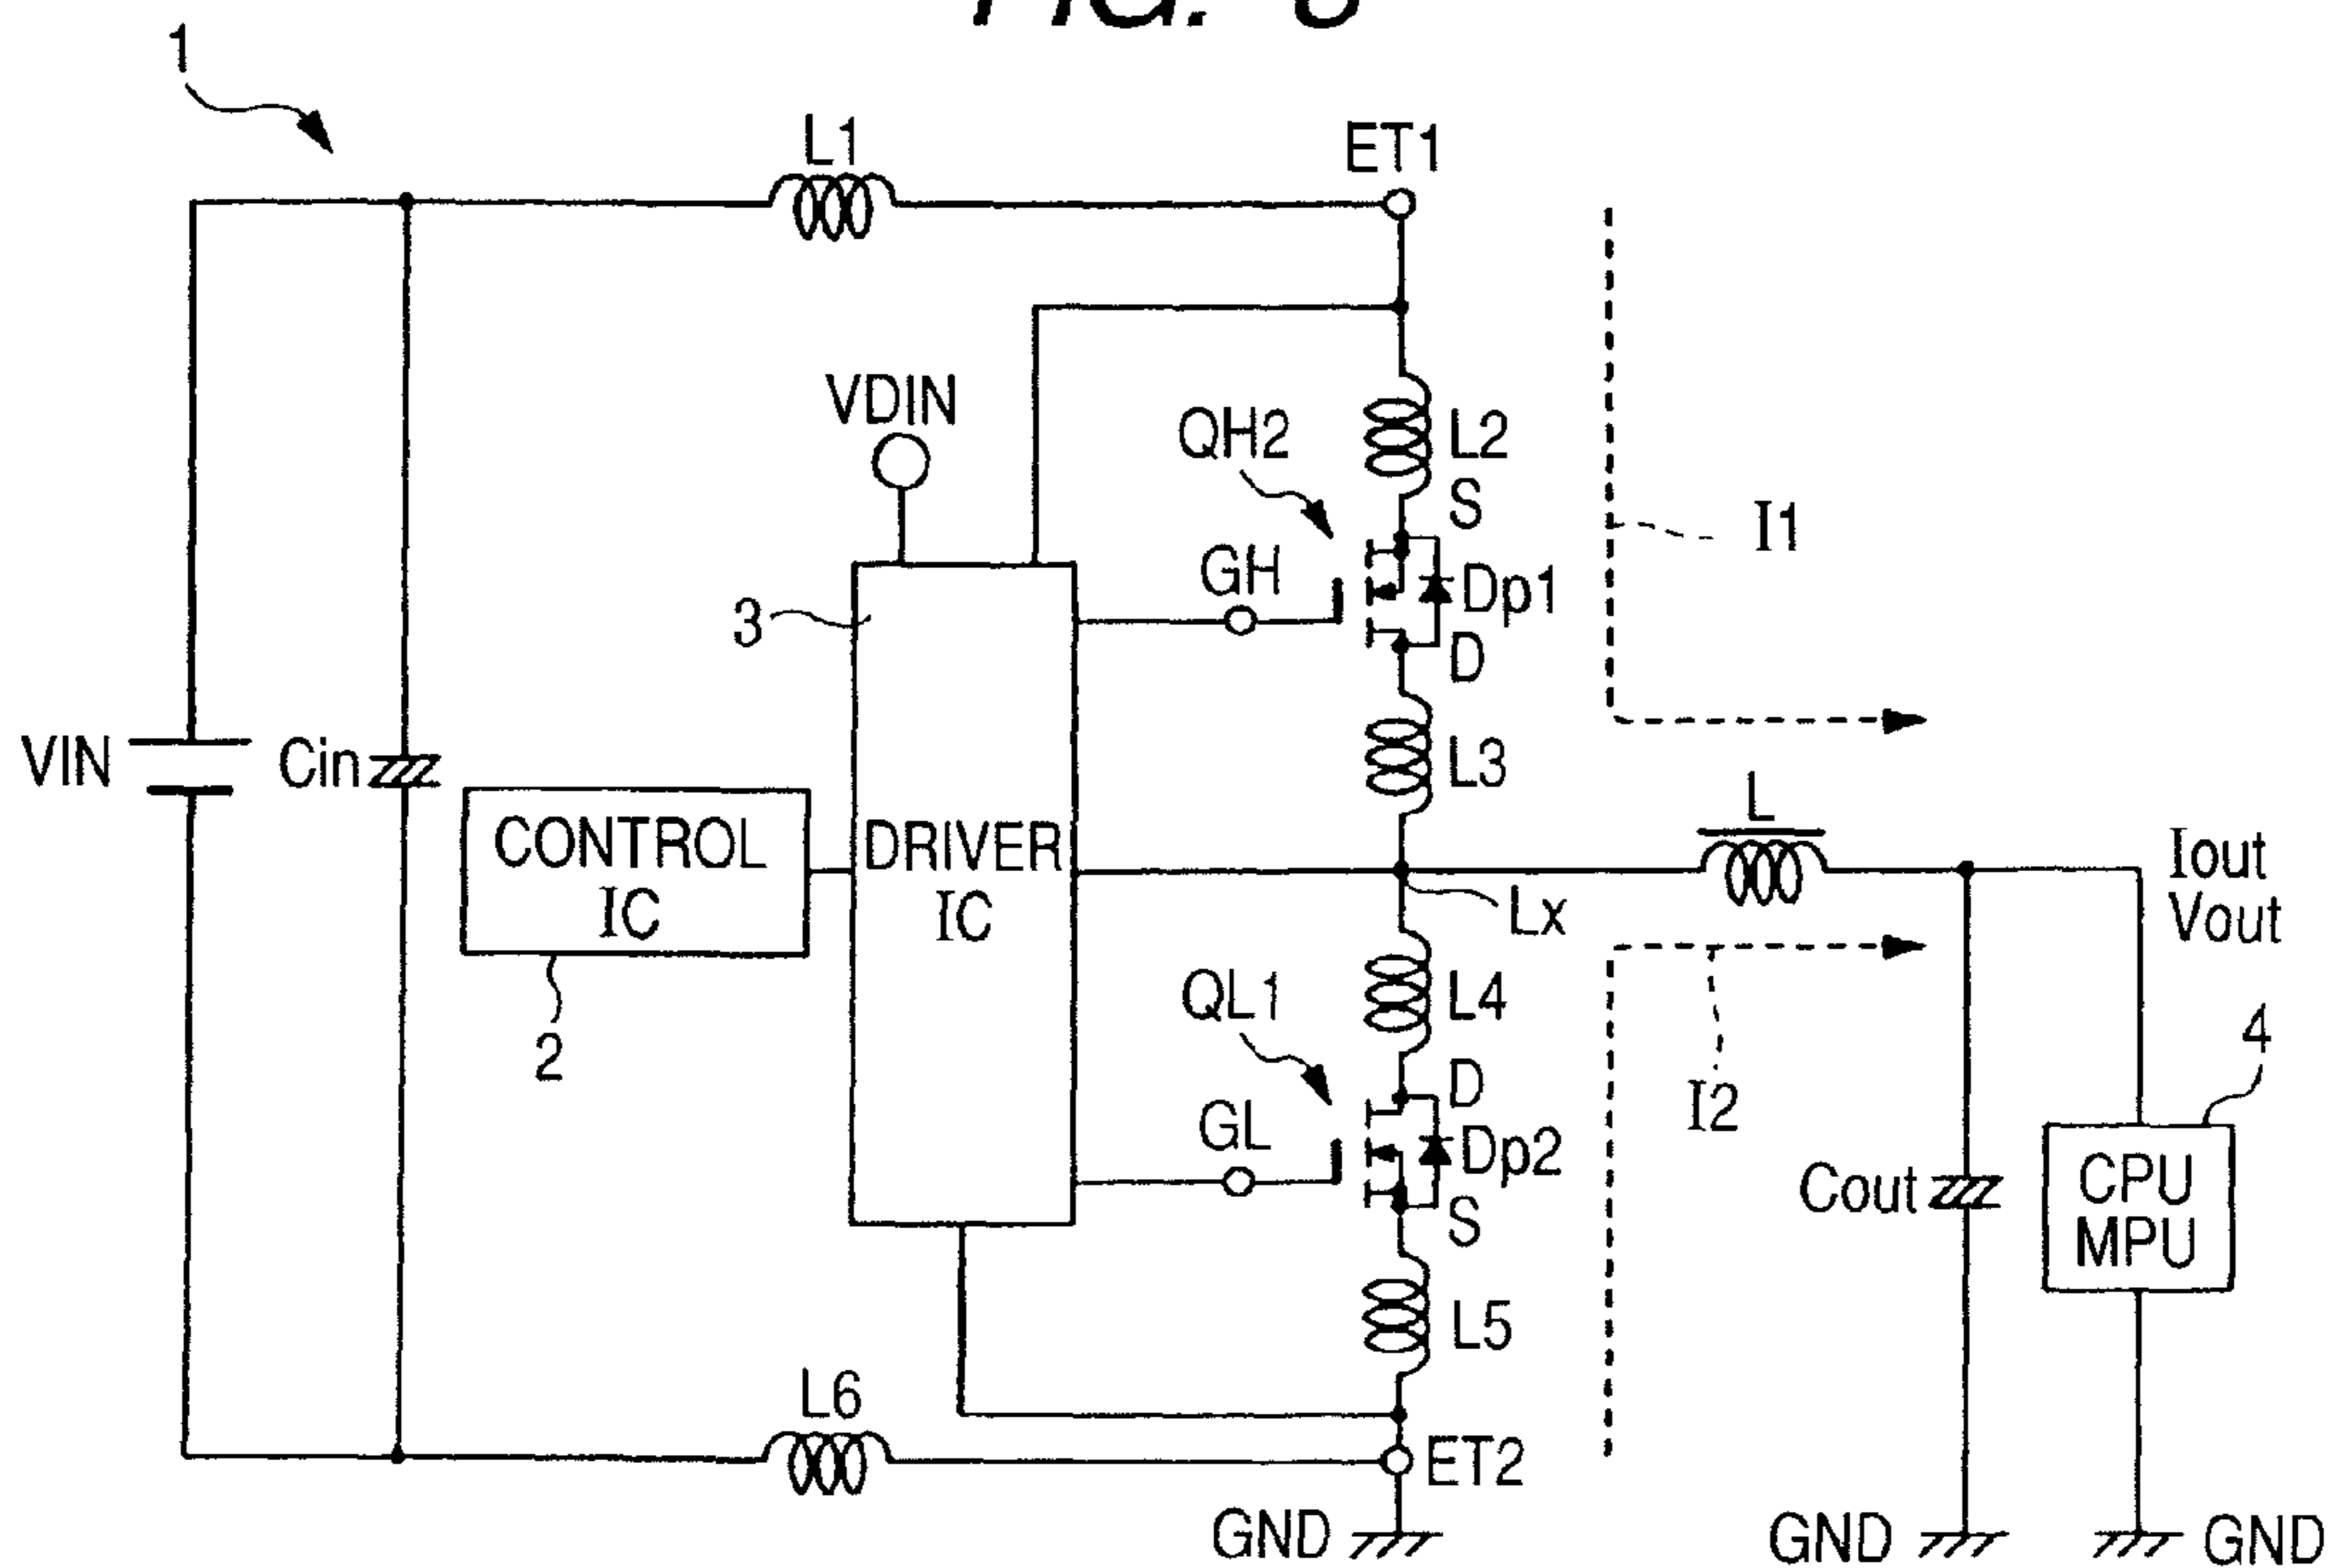 FIG.
1
L1
ET1
VDIN
QH2
L2
S
I1
GH
Dp1
3
D
VIN
Cin
L3
L
CONTROL
IC
DRIVER
IC
Iout
Vout
Lx
QL1
L4
4
2
D
I2
GL
Dp2
Cout
CPU
MPU
S
L5
L6
ET2
GND
GND
GND